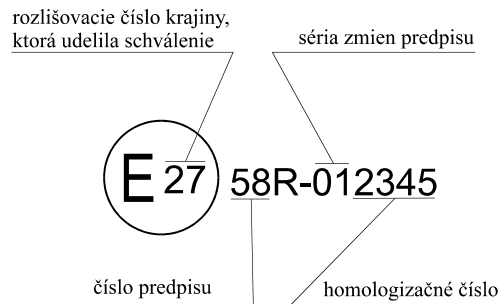 rozlišovacie číslo krajiny,
ktorá udelila schválenie
séria zmien predpisu
E 27 58R-012345
číslo predpisu
homologizačné číslo